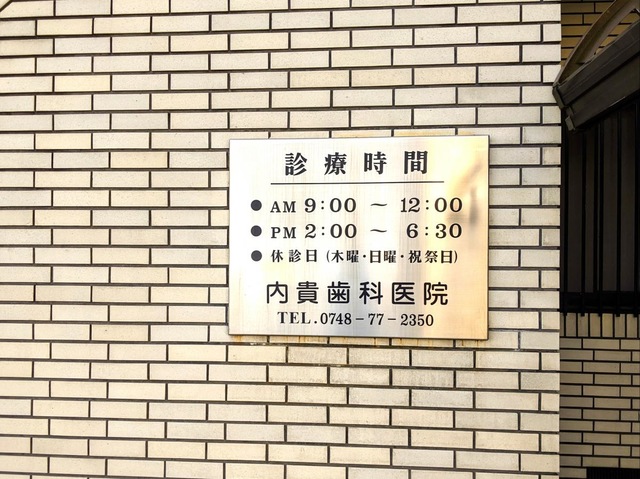 診療時間
● AM 9:00 ～ 12:00
● PM 2:00 ～ 6:30
● 休診日 (木曜・日曜・祝祭日)
内貴歯科医院
TEL.0748-77-2350